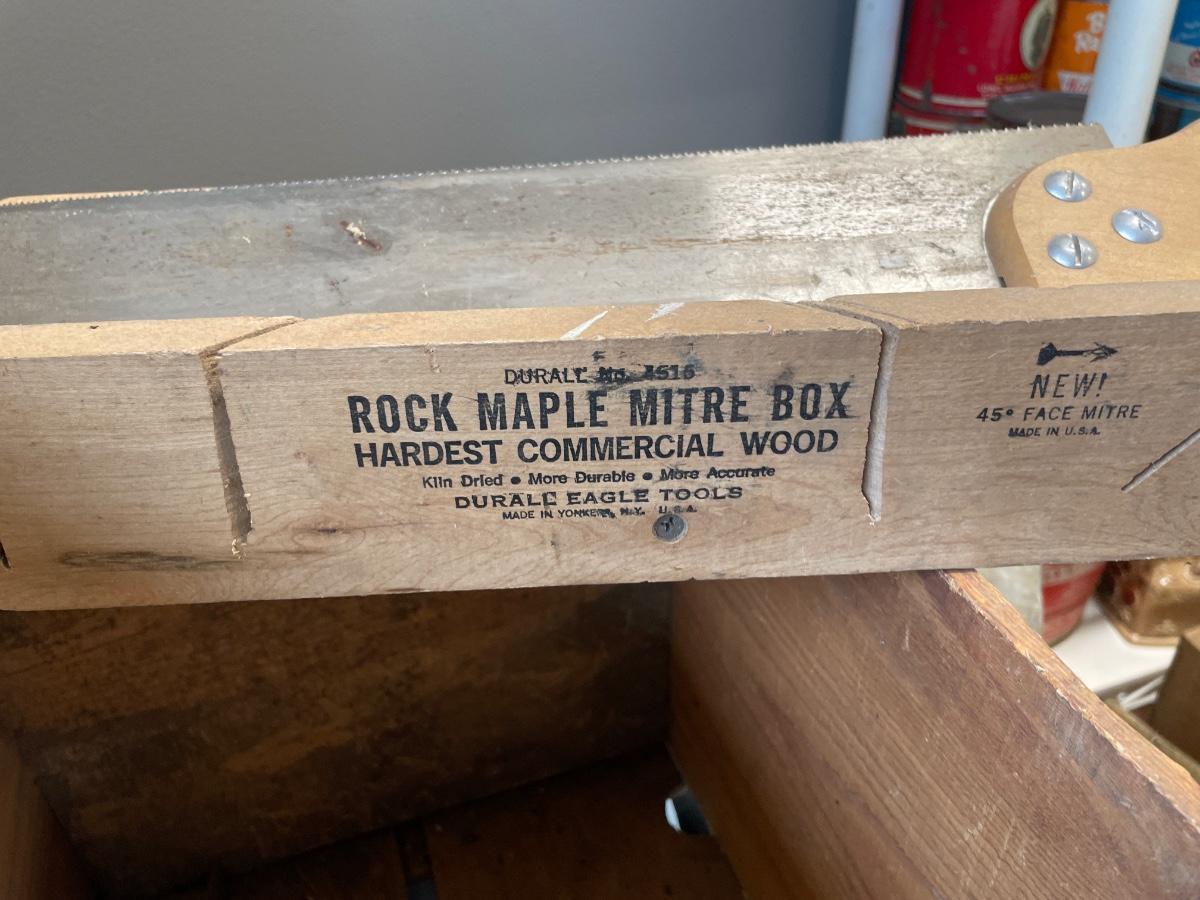 DURALL No. 1516
ROCK MAPLE MITRE BOX
HARDEST COMMERCIAL WOOD
Kiln Dried • More Durable • More Accurate
DURALL EAGLE TOOLS
MADE IN YONKERS, N.Y. U.S.A.
NEW!
45° FACE MITRE
MADE IN U.S.A.